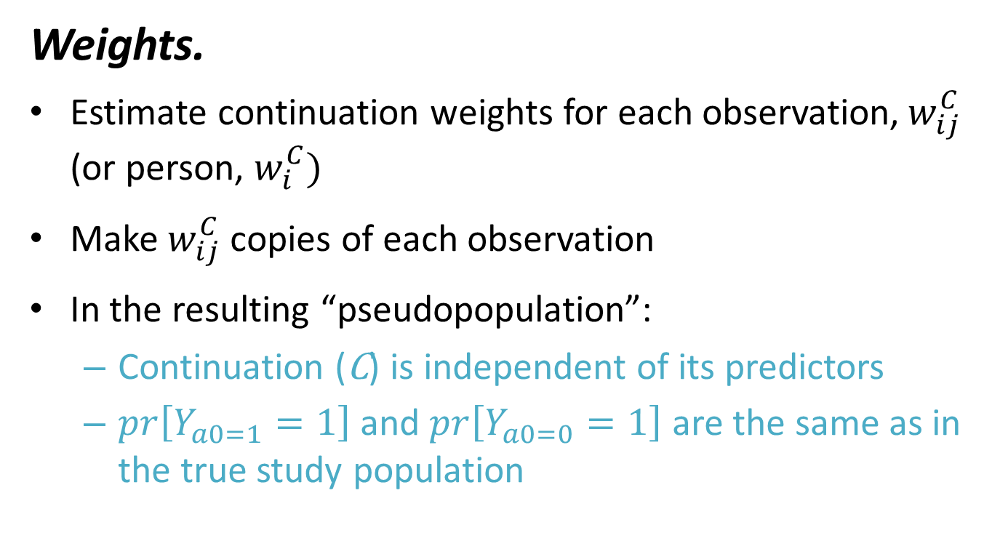 Weights.
• Estimate continuation weights for each observation, $w_{ij}^{C}$
(or person, $w_{i}^{C}$)
• Make $w_{ij}^{C}$ copies of each observation
• In the resulting “pseudopopulation”:
– Continuation (C) is independent of its predictors
– $pr[Y_{a0=1} = 1]$ and $pr[Y_{a0=0} = 1]$ are the same as in
the true study population